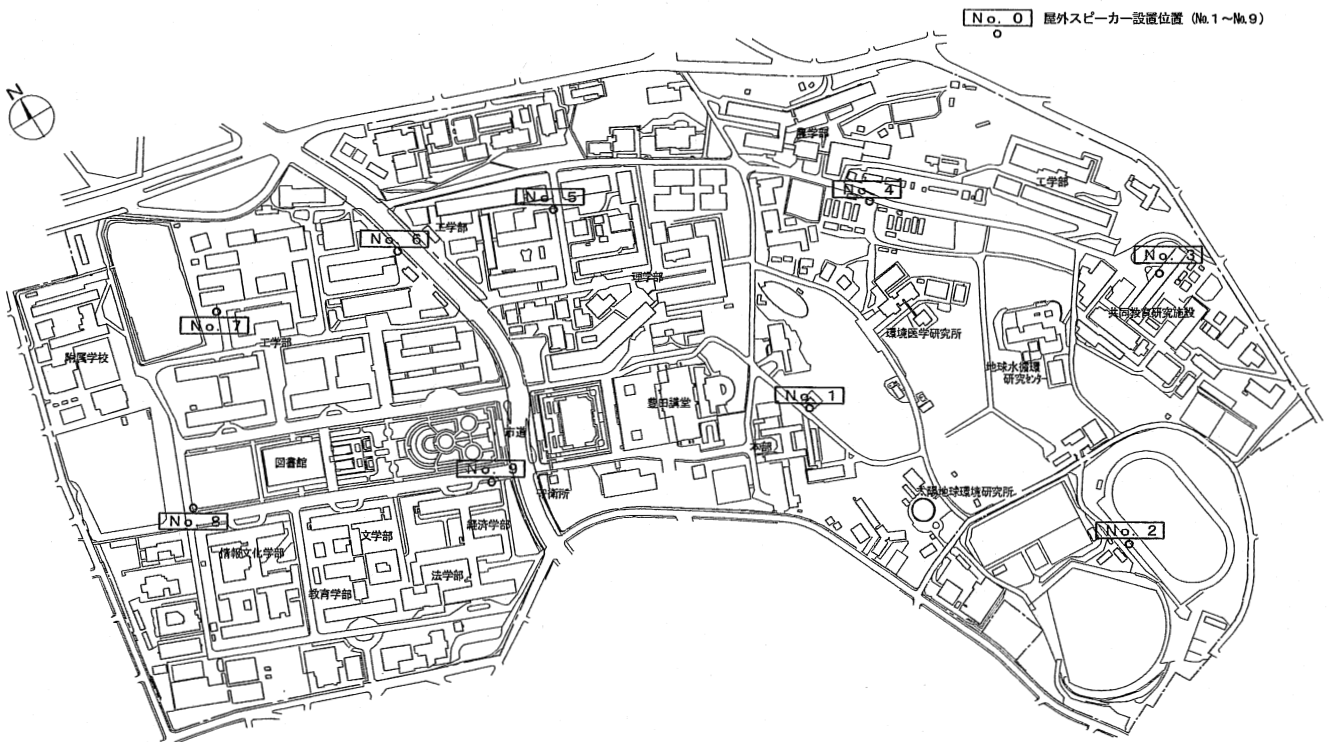 No. 0 屋外スピーカー設置位置 (No.1~No.9)
N
農学部
No. 4
工学部
No. 5
工学部
No. 6
No. 3
理学部
共同教育研究施設
No. 7
工学部
環境医学研究所
附属学校
地球水循環
研究センター
No. 1
豊田講堂
市道
本部
図書館
No. 9
守衛所
太陽地球環境研究所
No. 8
経済学部
No. 2
文学部
情報文化学部
法学部
教育学部